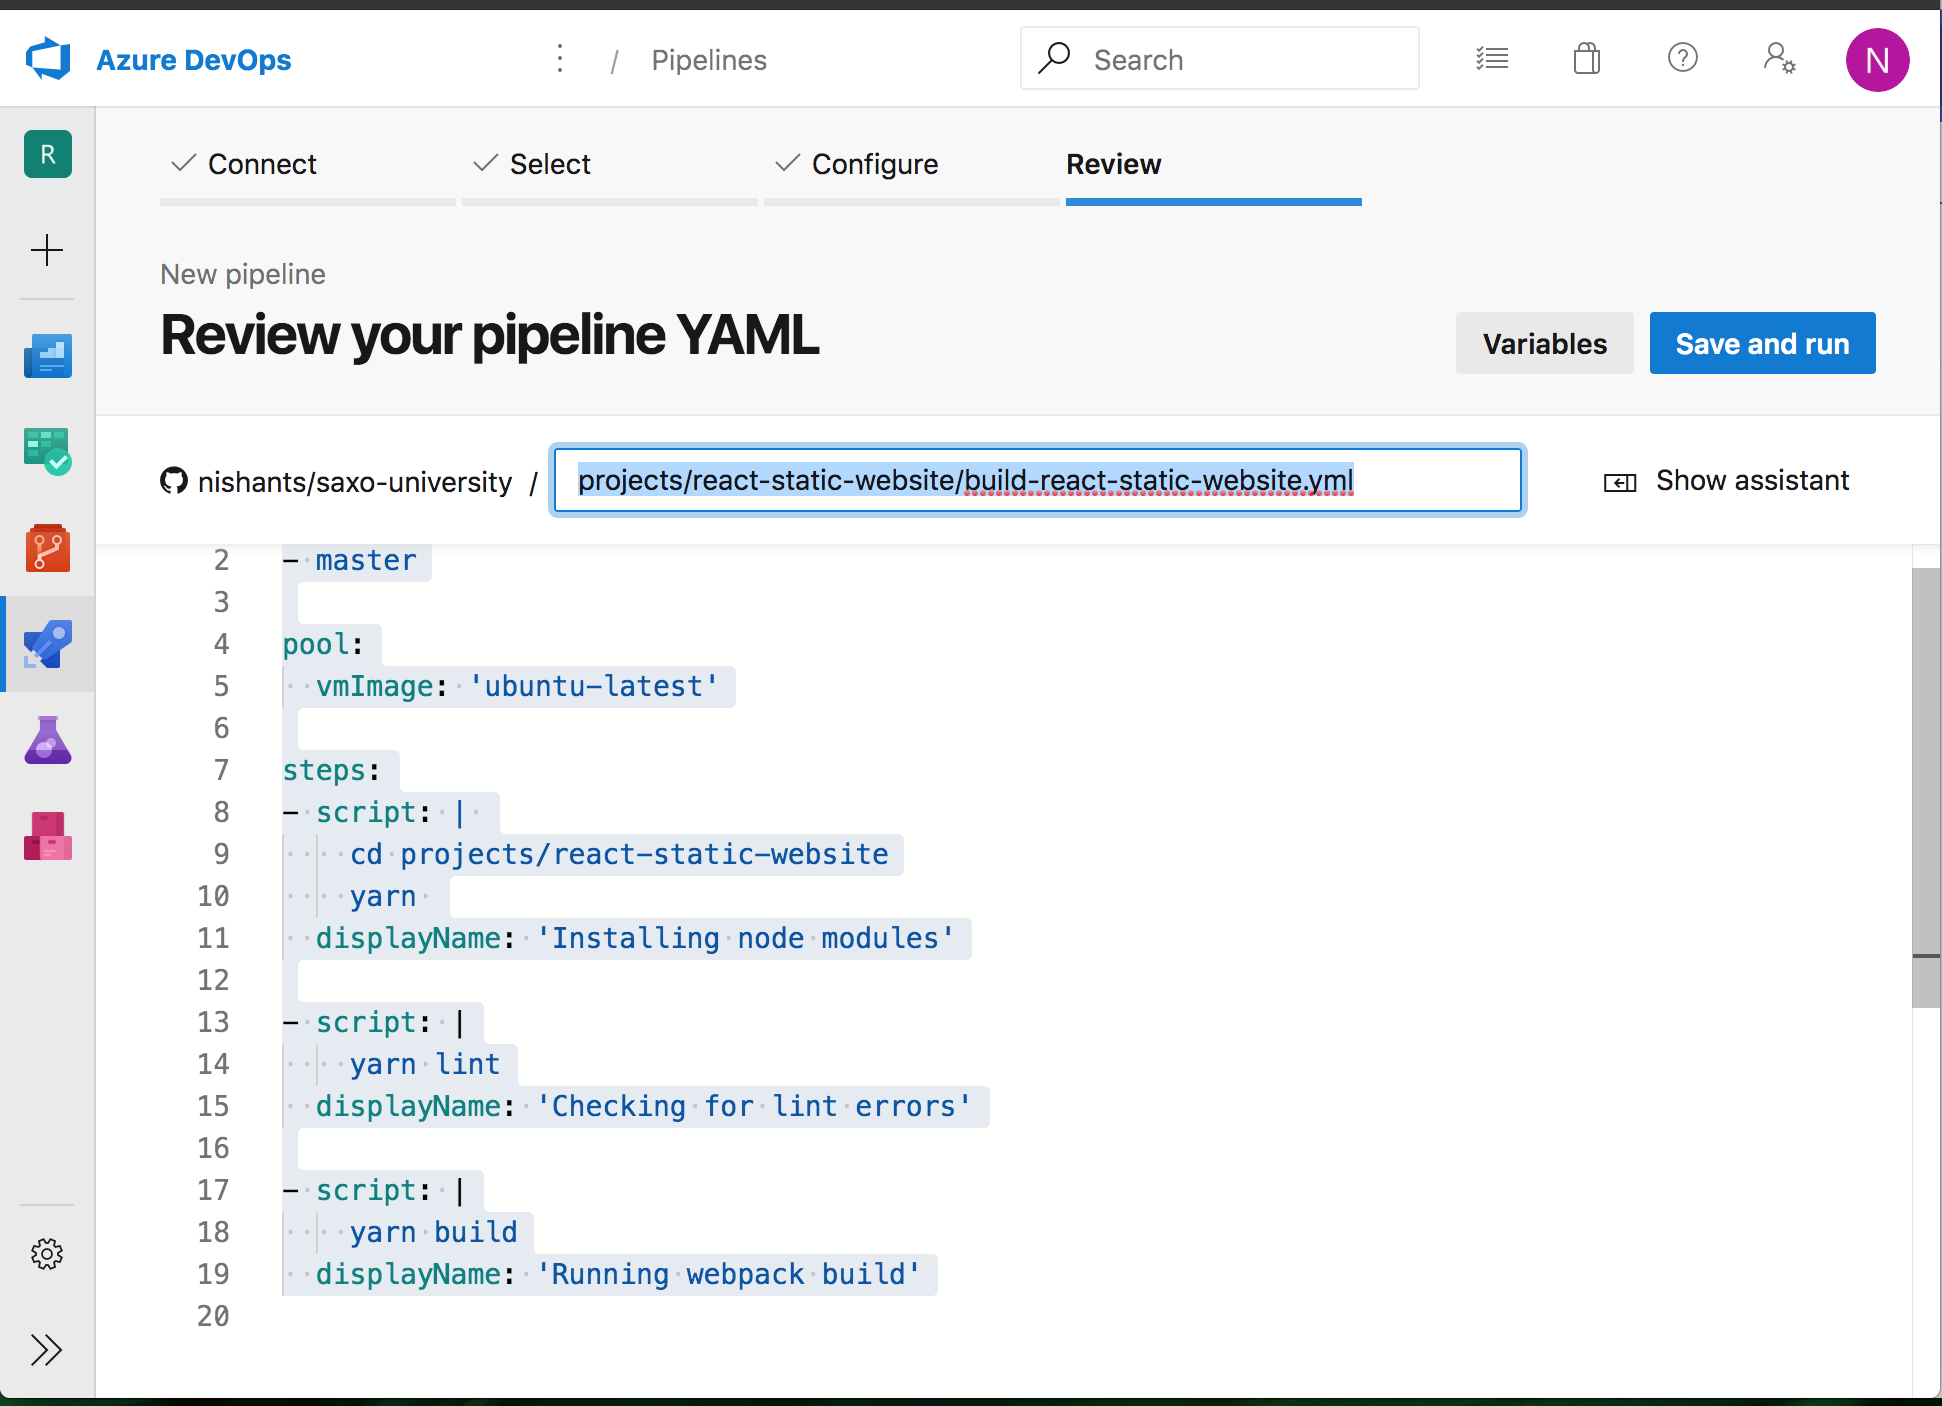 Azure DevOps
/ Pipelines
Search
N
R
Connect
Select
Configure
Review
New pipeline
Review your pipeline YAML
Variables
Save and run
nishants/saxo-university /
projects/react-static-website/build-react-static-website.yml
Show assistant
2 - master
3
4 pool:
5   vmImage: 'ubuntu-latest'
6
7 steps:
8 - script: |
9     cd projects/react-static-website
10     yarn
11   displayName: 'Installing node modules'
12
13 - script: |
14     yarn lint
15   displayName: 'Checking for lint errors'
16
17 - script: |
18     yarn build
19   displayName: 'Running webpack build'
20